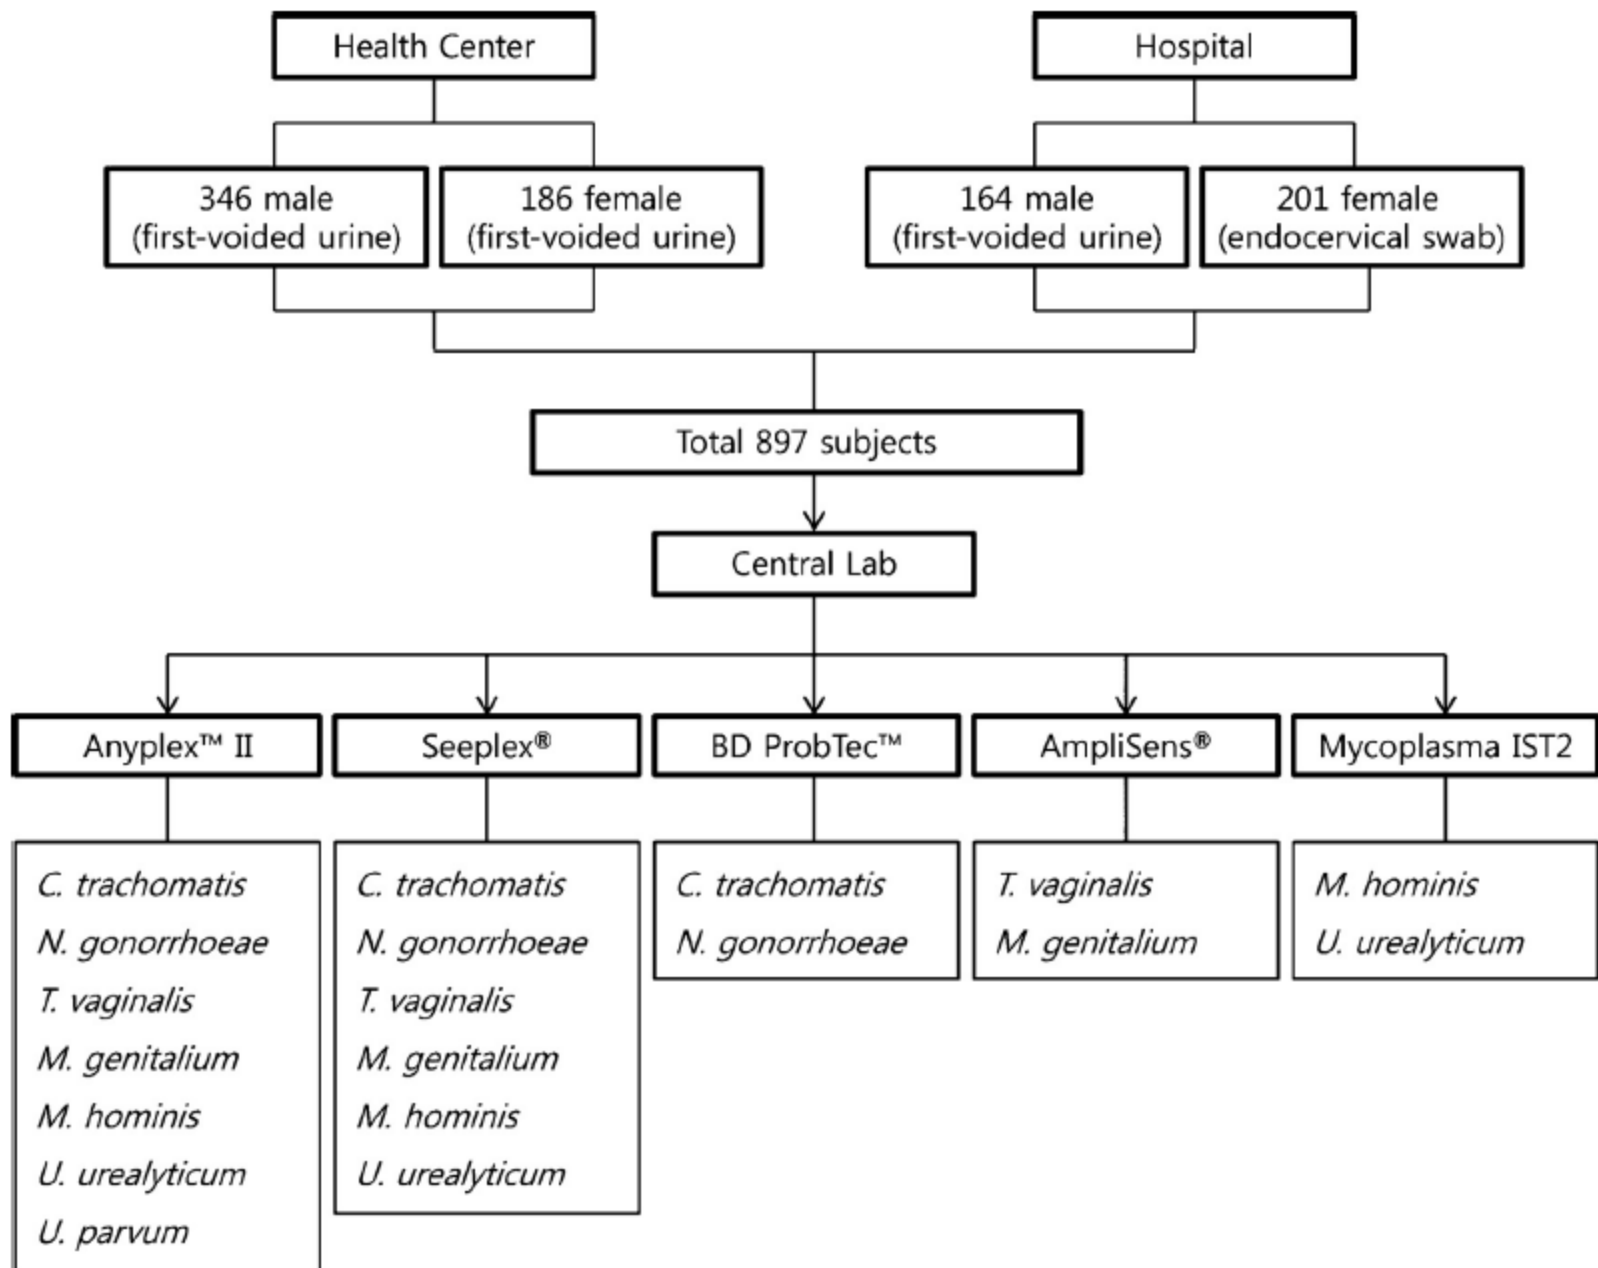 Health Center
Hospital
346 male
(first-voided urine)
186 female
(first-voided urine)
164 male
(first-voided urine)
201 female
(endocervical swab)
Total 897 subjects
Central Lab
Anyplex™ II
Seeplex®
BD ProbTec™
AmpliSens®
Mycoplasma IST2
C. trachomatis
N. gonorrhoeae
T. vaginalis
M. genitalium
M. hominis
U. urealyticum
U. parvum
C. trachomatis
N. gonorrhoeae
T. vaginalis
M. genitalium
M. hominis
U. urealyticum
C. trachomatis
N. gonorrhoeae
T. vaginalis
M. genitalium
M. hominis
U. urealyticum